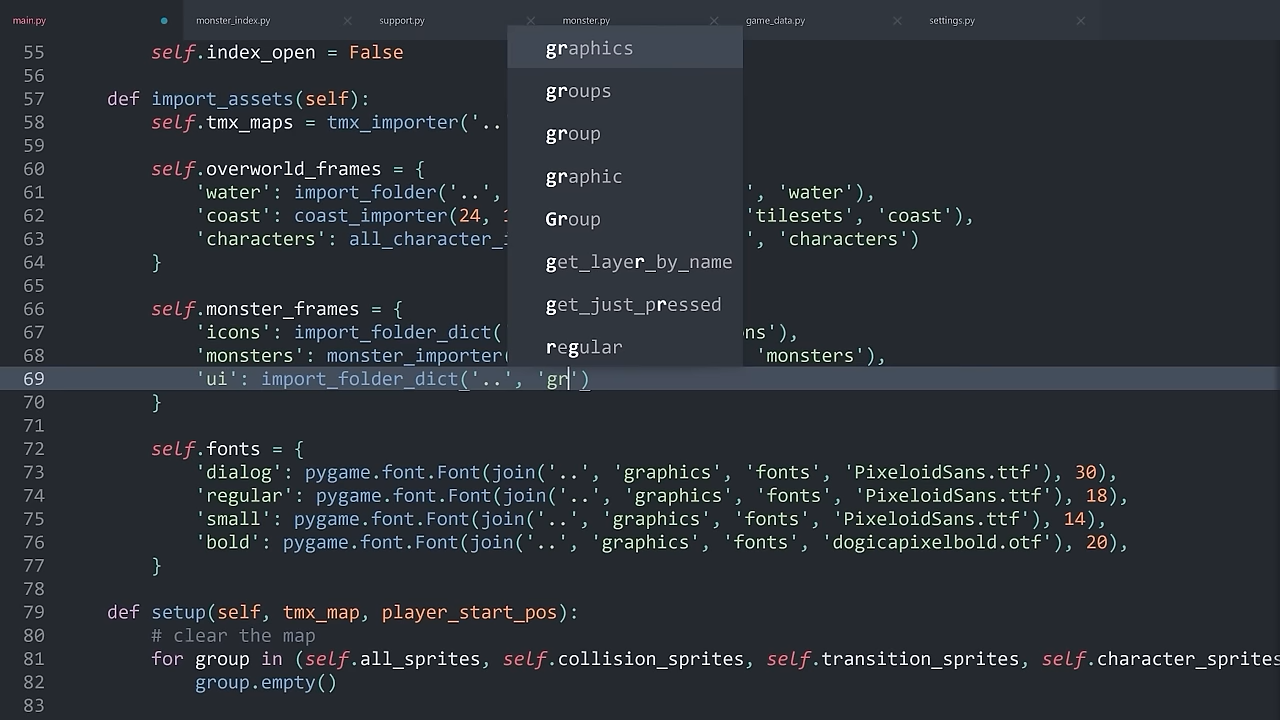 main.py monster_index.py support.py monster.py game_data.py settings.py
55 self.index_open = False
56
57 def import_assets(self):
58 self.tmx_maps = tmx_importer('..
59
60 self.overworld_frames = {
61 'water': import_folder('..', ', 'water'),
62 'coast': coast_importer(24, 'tilesets', 'coast'),
63 'characters': all_character_ ', 'characters')
64 }
65
66 self.monster_frames = {
67 'icons': import_folder_dict( ns'),
68 'monsters': monster_importer( 'monsters'),
69 'ui': import_folder_dict('..', 'gr')
70 }
71
72 self.fonts = {
73 'dialog': pygame.font.Font(join('..', 'graphics', 'fonts', 'PixeloidSans.ttf'), 30),
74 'regular': pygame.font.Font(join('..', 'graphics', 'fonts', 'PixeloidSans.ttf'), 18),
75 'small': pygame.font.Font(join('..', 'graphics', 'fonts', 'PixeloidSans.ttf'), 14),
76 'bold': pygame.font.Font(join('..', 'graphics', 'fonts', 'dogicapixelbold.otf'), 20),
77 }
78
79 def setup(self, tmx_map, player_start_pos):
80 # clear the map
81 for group in (self.all_sprites, self.collision_sprites, self.transition_sprites, self.character_sprites
82 group.empty()
83
graphics
groups
group
graphic
Group
get_layer_by_name
get_just_pressed
regular